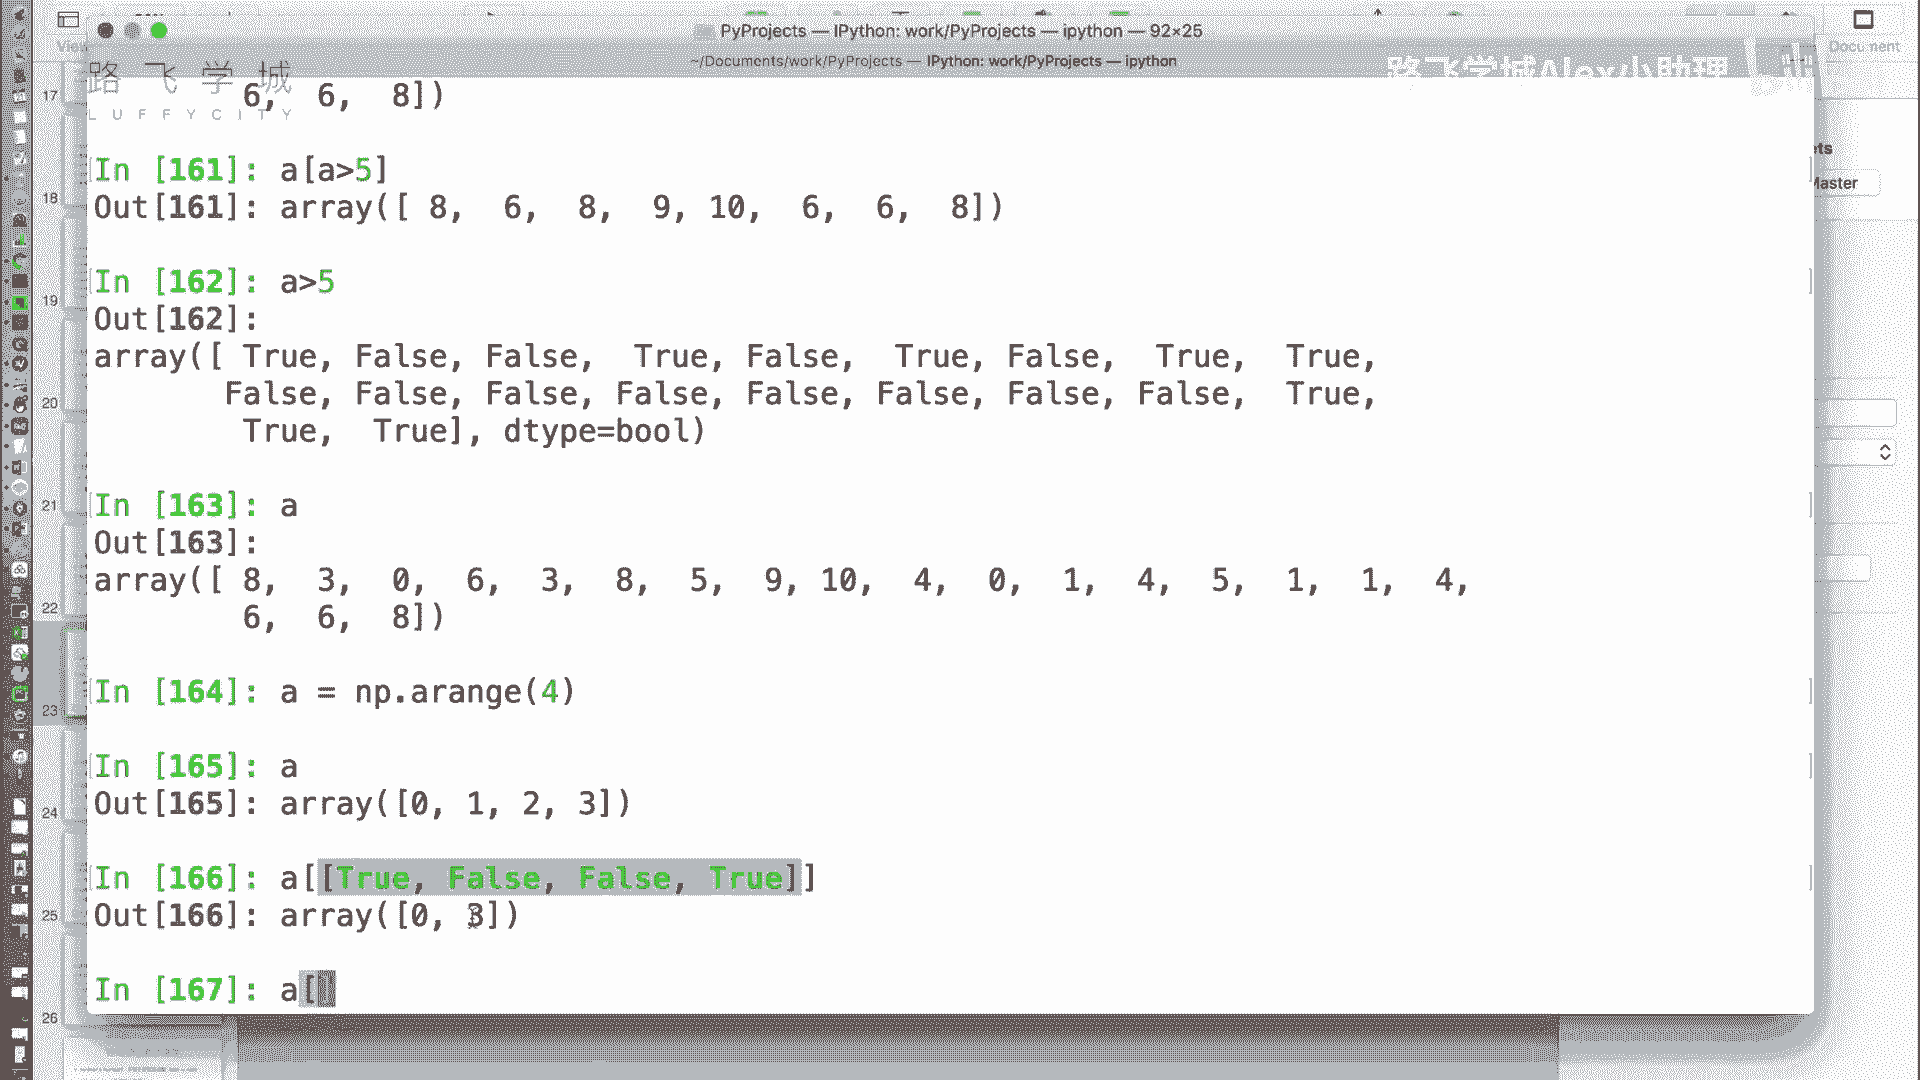 PyProjects — IPython: work/PyProjects — ipython — 92×25
~/Documents/work/PyProjects — IPython: work/PyProjects — ipython
Document
路飞学城
LUFFYCITY
路飞学城Alex小助理
6, 6, 8])
In [161]: a[a>5]
Out[161]: array([ 8, 6, 8, 9, 10, 6, 6, 8])
In [162]: a>5
Out[162]:
array([ True, False, False, True, False, True, False, True, True,
False, False, False, False, False, False, False, False, True,
True, True], dtype=bool)
In [163]: a
Out[163]:
array([ 8, 3, 0, 6, 3, 8, 5, 9, 10, 4, 0, 1, 4, 5, 1, 1, 4,
6, 6, 8])
In [164]: a = np.arange(4)
In [165]: a
Out[165]: array([0, 1, 2, 3])
In [166]: a[[True, False, False, True]]
Out[166]: array([0, 3])
In [167]: a[
17
18
19
20
21
22
23
24
25
26
Master